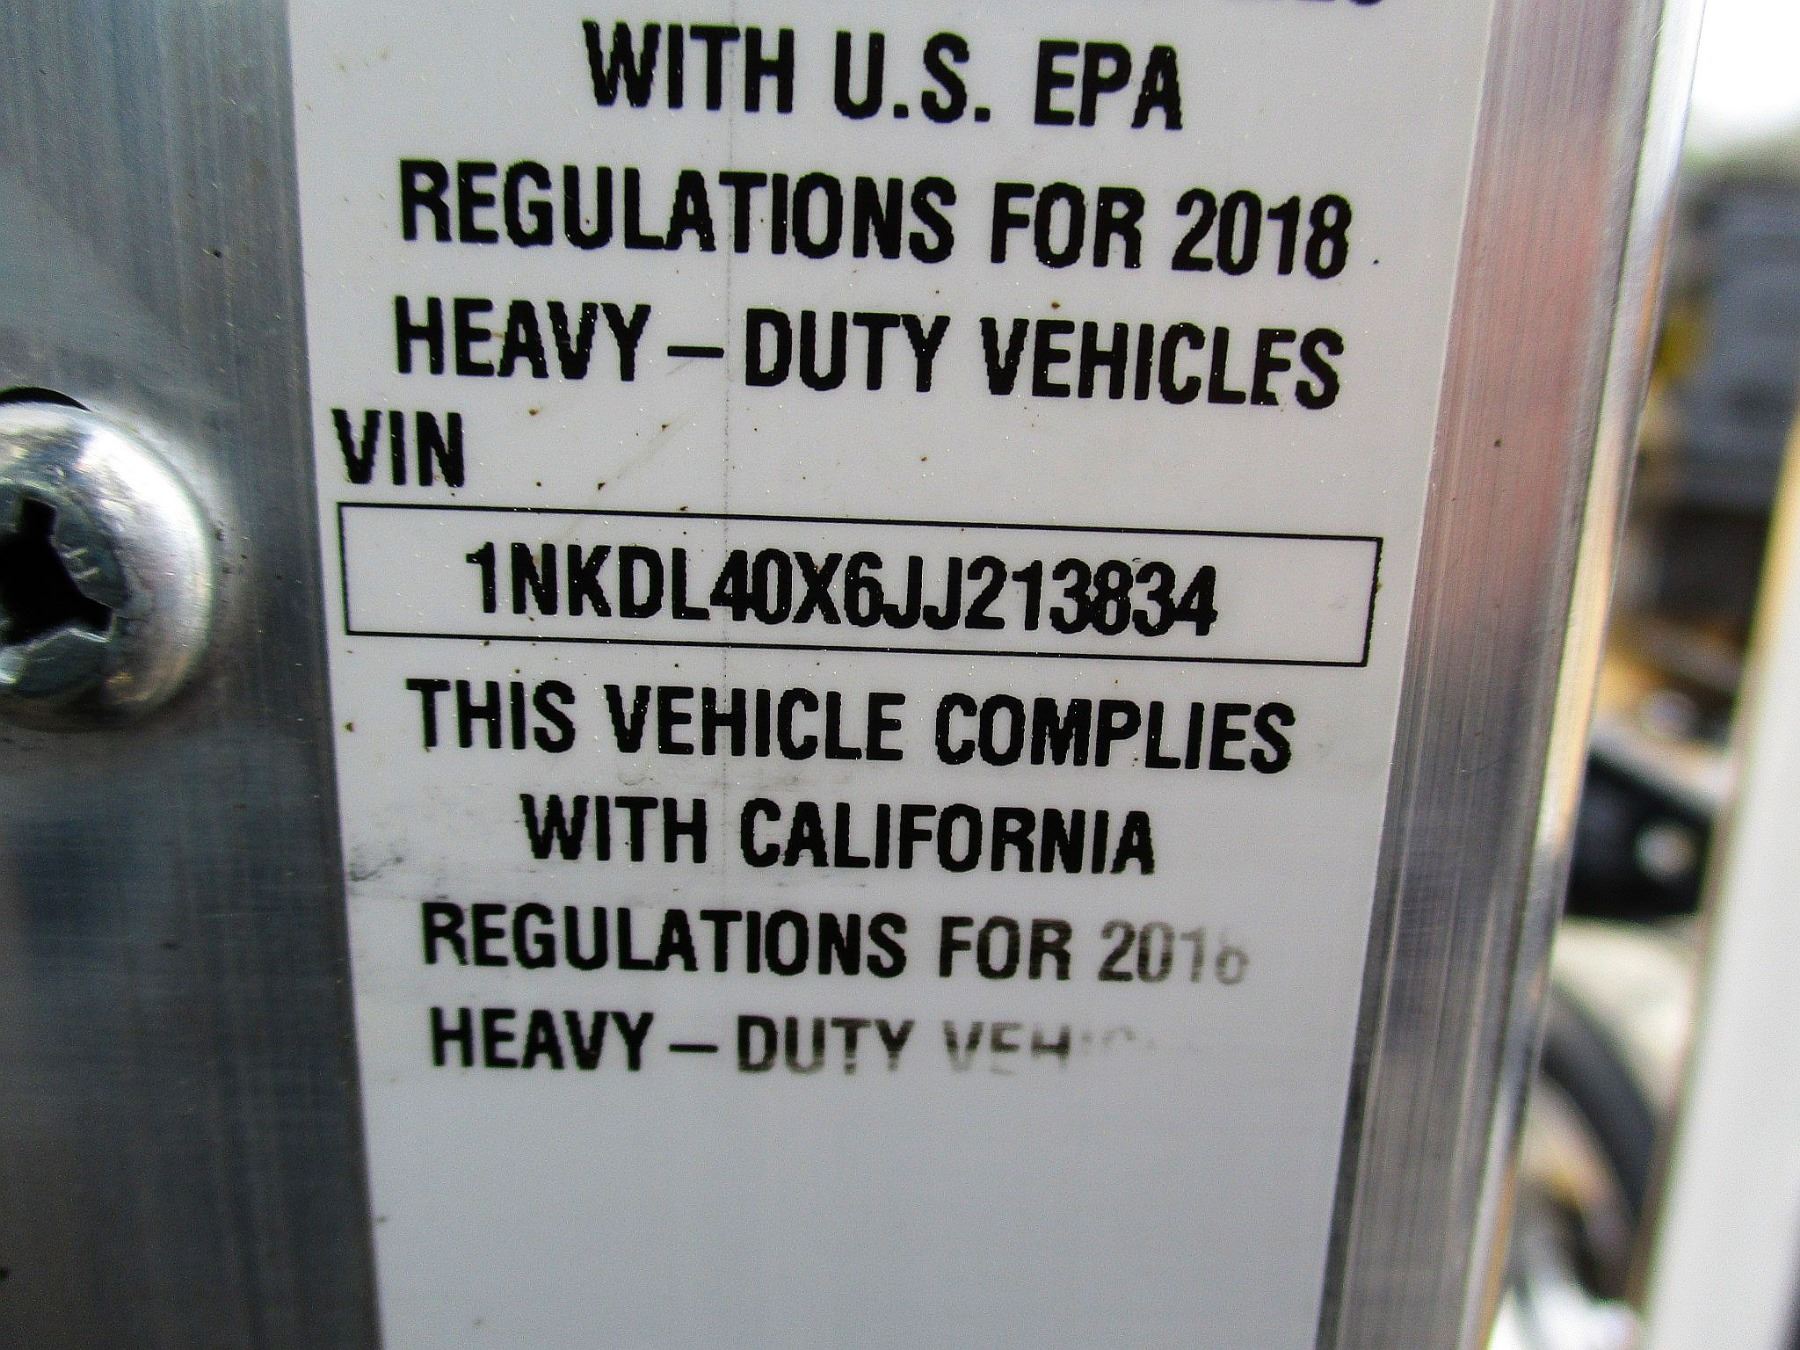 WITH U.S. EPA
REGULATIONS FOR 2018
HEAVY – DUTY VEHICLES
VIN
1NKDL40X6JJ213834
THIS VEHICLE COMPLIES
WITH CALIFORNIA
REGULATIONS FOR
HEAVY – DUTY